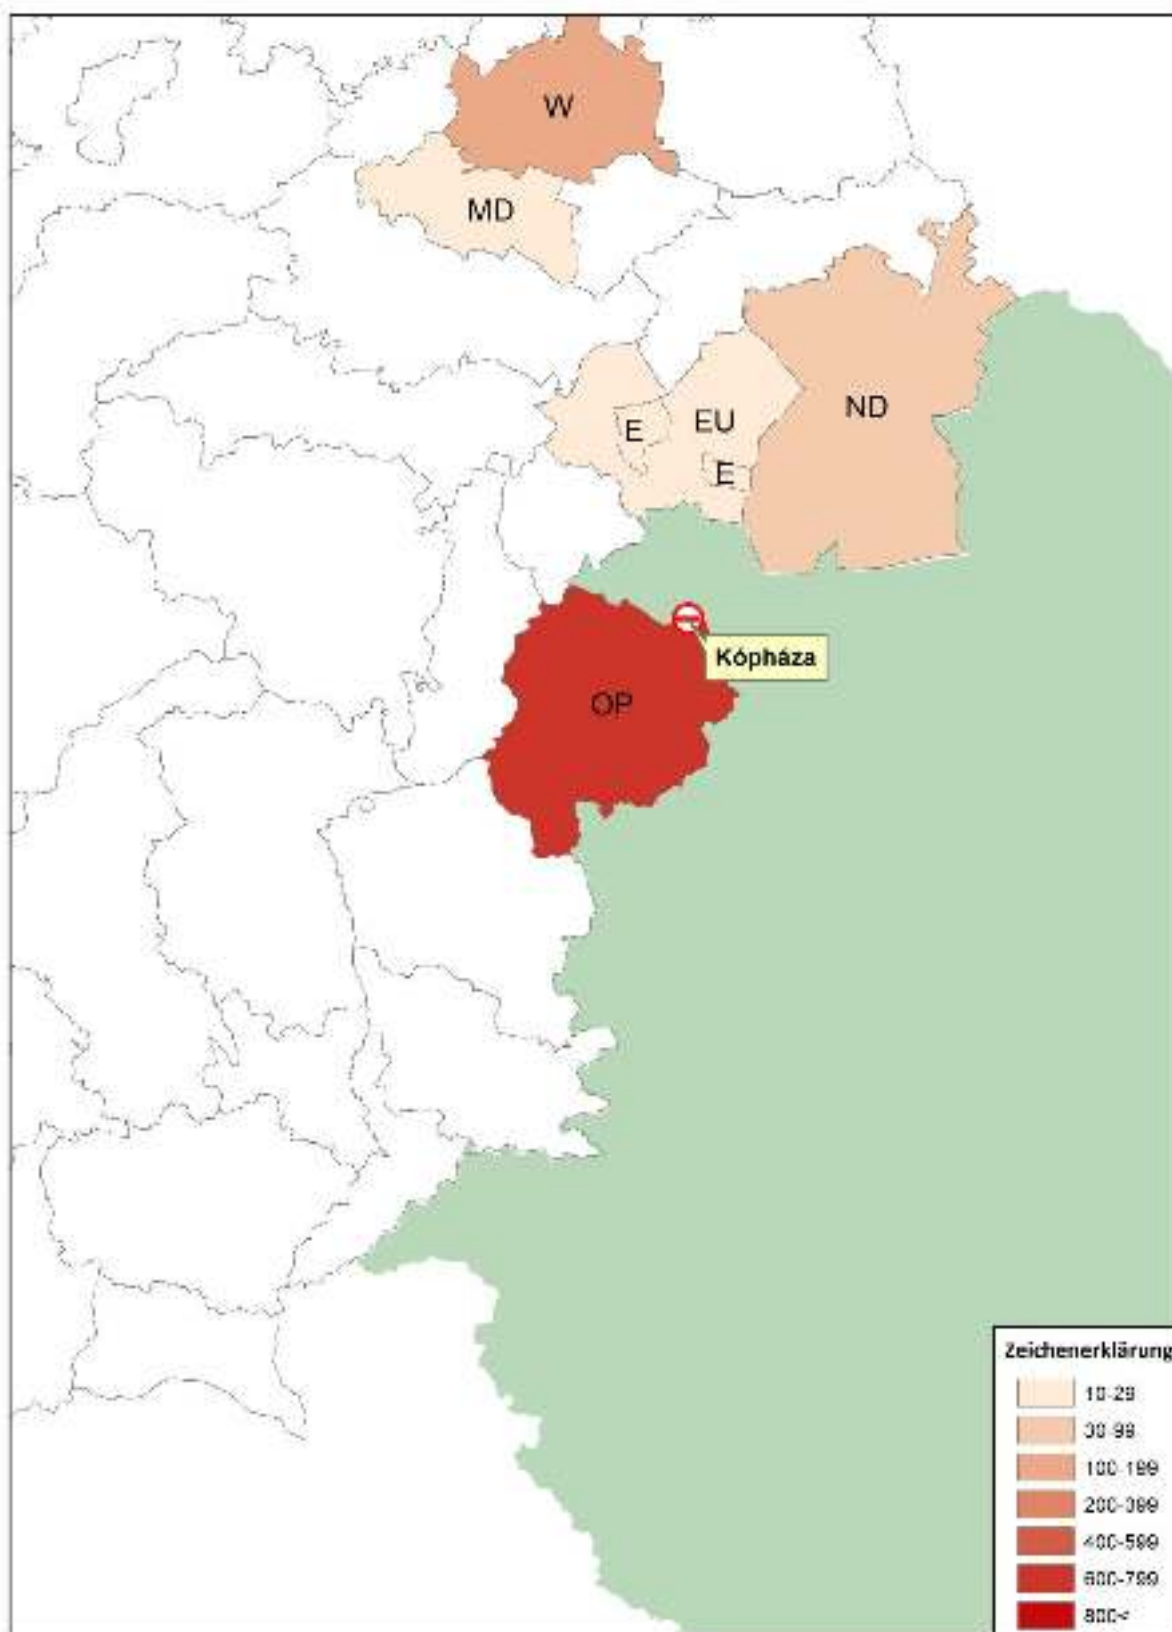 W
MD
ND
EU
E
E
Kópháza
OP
Zeichenerklärung
10-29
30-99
100-199
200-399
400-599
600-799
800<